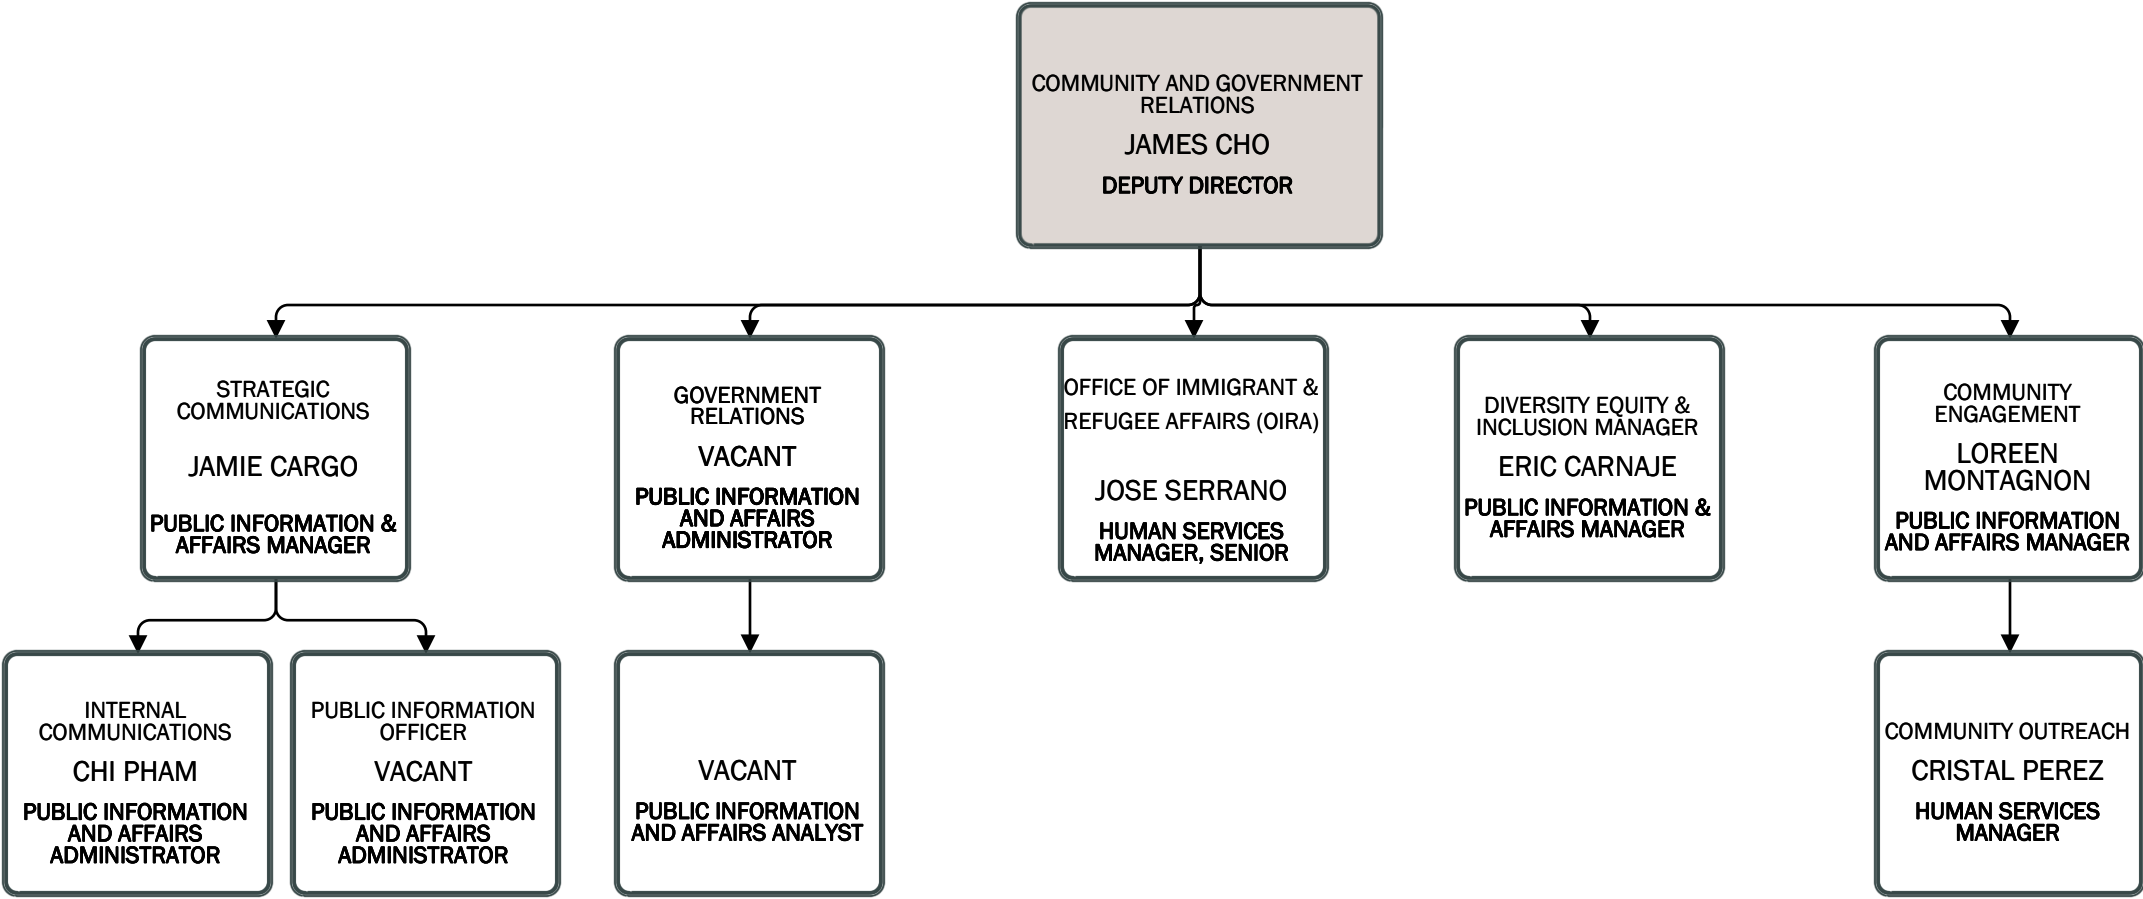 COMMUNITY AND GOVERNMENT
RELATIONS
JAMES CHO
DEPUTY DIRECTOR
STRATEGIC
COMMUNICATIONS
JAMIE CARGO
PUBLIC INFORMATION &
AFFAIRS MANAGER
GOVERNMENT
RELATIONS
VACANT
PUBLIC INFORMATION
AND AFFAIRS
ADMINISTRATOR
OFFICE OF IMMIGRANT &
REFUGEE AFFAIRS (OIRA)
JOSE SERRANO
HUMAN SERVICES
MANAGER, SENIOR
DIVERSITY EQUITY &
INCLUSION MANAGER
ERIC CARNAJE
PUBLIC INFORMATION &
AFFAIRS MANAGER
COMMUNITY
ENGAGEMENT
LOREEN
MONTAGNON
PUBLIC INFORMATION
AND AFFAIRS MANAGER
INTERNAL
COMMUNICATIONS
CHI PHAM
PUBLIC INFORMATION
AND AFFAIRS
ADMINISTRATOR
PUBLIC INFORMATION
OFFICER
VACANT
PUBLIC INFORMATION
AND AFFAIRS
ADMINISTRATOR
VACANT
PUBLIC INFORMATION
AND AFFAIRS ANALYST
COMMUNITY OUTREACH
CRISTAL PEREZ
HUMAN SERVICES
MANAGER